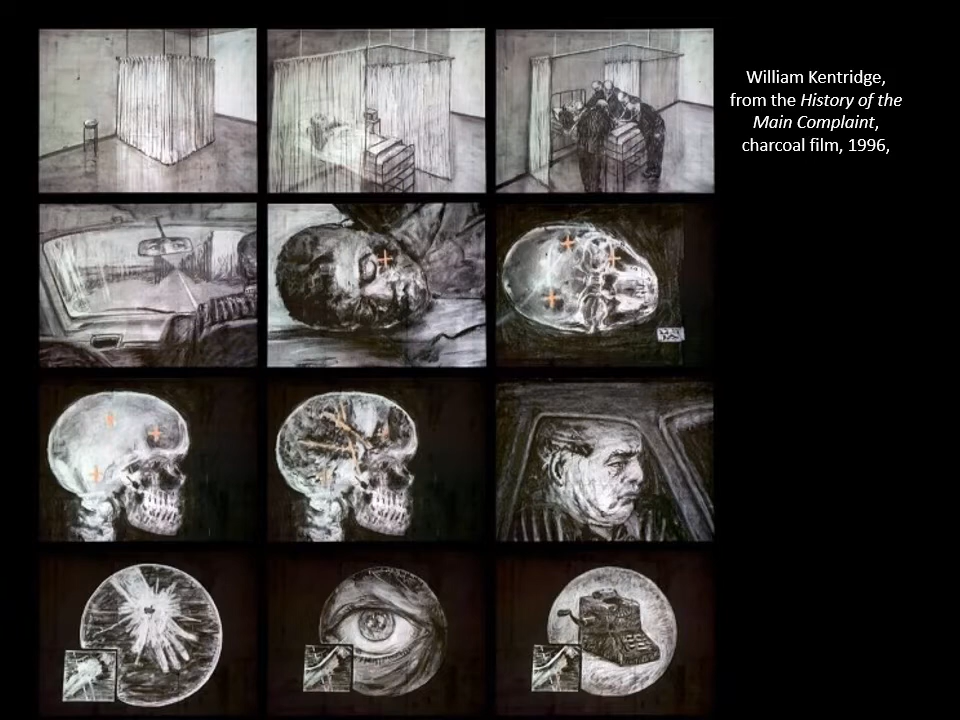 William Kentridge,
from the History of the
Main Complaint,
charcoal film, 1996,